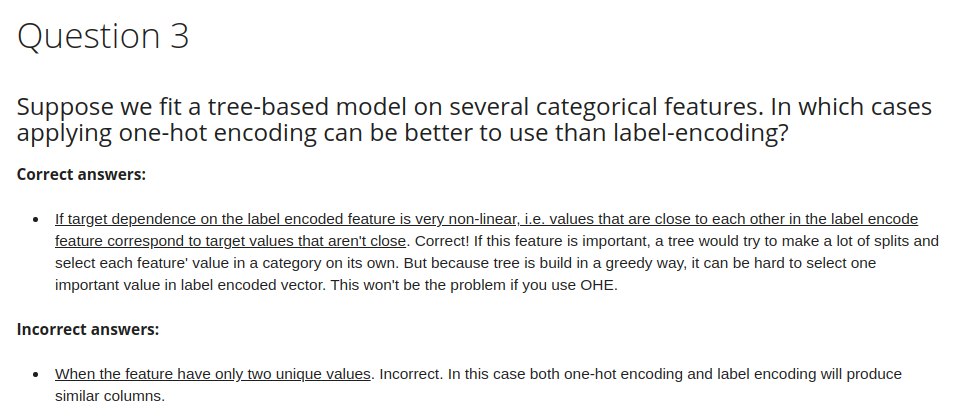 Question 3
Suppose we fit a tree-based model on several categorical features. In which cases
applying one-hot encoding can be better to use than label-encoding?
Correct answers:
• If target dependence on the label encoded feature is very non-linear, i.e. values that are close to each other in the label encode
feature correspond to target values that aren't close. Correct! If this feature is important, a tree would try to make a lot of splits and
select each feature' value in a category on its own. But because tree is build in a greedy way, it can be hard to select one
important value in label encoded vector. This won't be the problem if you use OHE.
Incorrect answers:
• When the feature have only two unique values. Incorrect. In this case both one-hot encoding and label encoding will produce
similar columns.